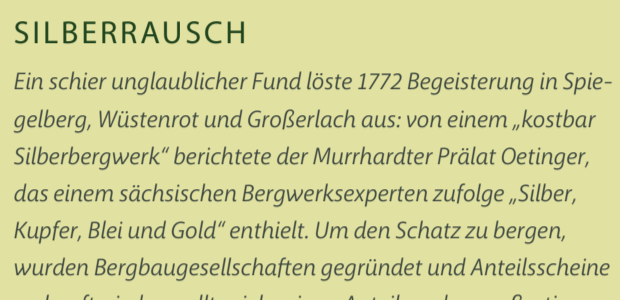 SILBERRAUSCH
Ein schier unglaublicher Fund löste 1772 Begeisterung in Spie-
gelberg, Wüstenrot und Großerlach aus: von einem „kostbar
Silberbergwerk“ berichtete der Murrhardter Prälat Oetinger,
das einem sächsischen Bergwerksexperten zufolge „Silber,
Kupfer, Blei und Gold“ enthielt. Um den Schatz zu bergen,
wurden Bergbaugesellschaften gegründet und Anteilsscheine